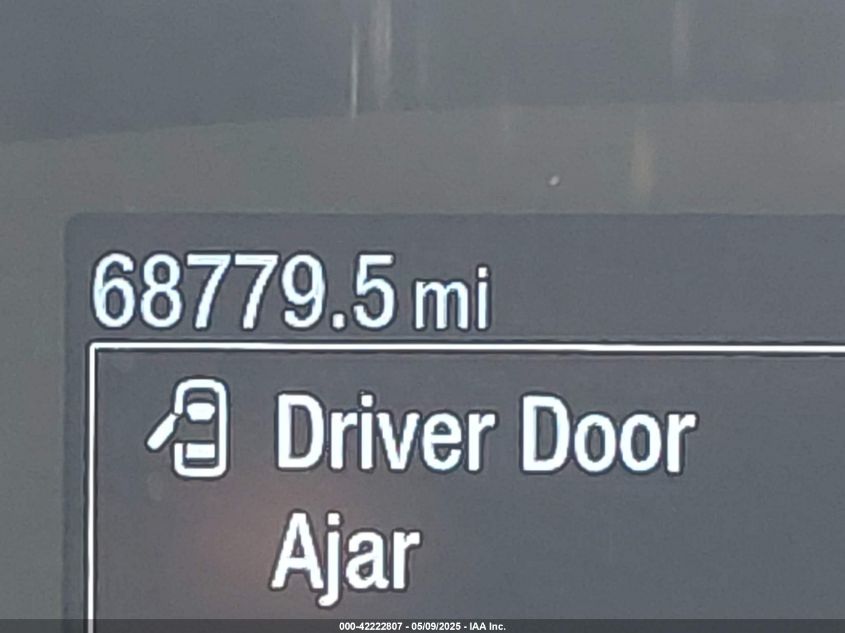 68779.5 mi
Driver Door
Ajar
000-42222807 - 05/09/2025 - IAA Inc.